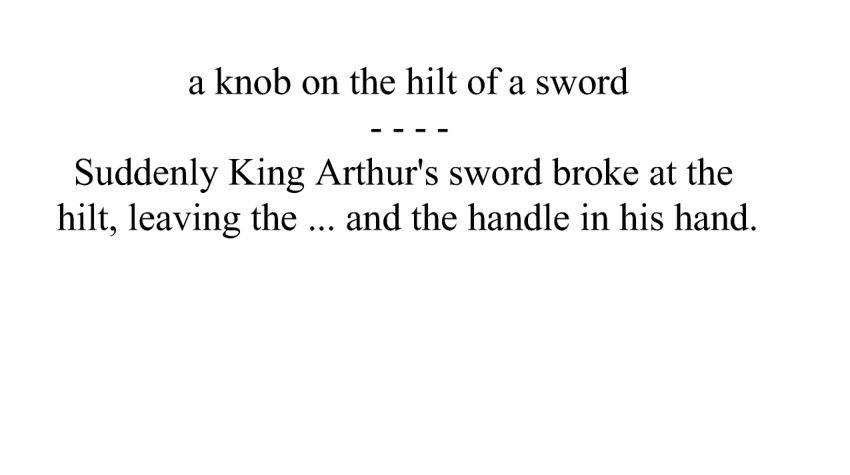 a knob on the hilt of a sword
- - - -
Suddenly King Arthur's sword broke at the
hilt, leaving the ... and the handle in his hand.